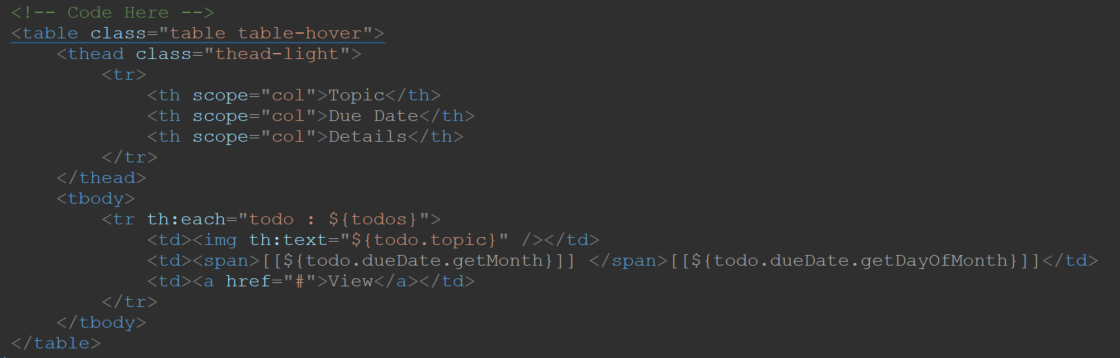 <!-- Code Here -->
<table class="table table-hover">
    <thead class="thead-light">
        <tr>
            <th scope="col">Topic</th>
            <th scope="col">Due Date</th>
            <th scope="col">Details</th>
        </tr>
    </thead>
    <tbody>
        <tr th:each="todo : ${todos}">
            <td><img th:text="${todo.topic}" /></td>
            <td><span>[[${todo.dueDate.getMonth}]] </span>[[${todo.dueDate.getDayOfMonth}]]</td>
            <td><a href="#">View</a></td>
        </tr>
    </tbody>
</table>